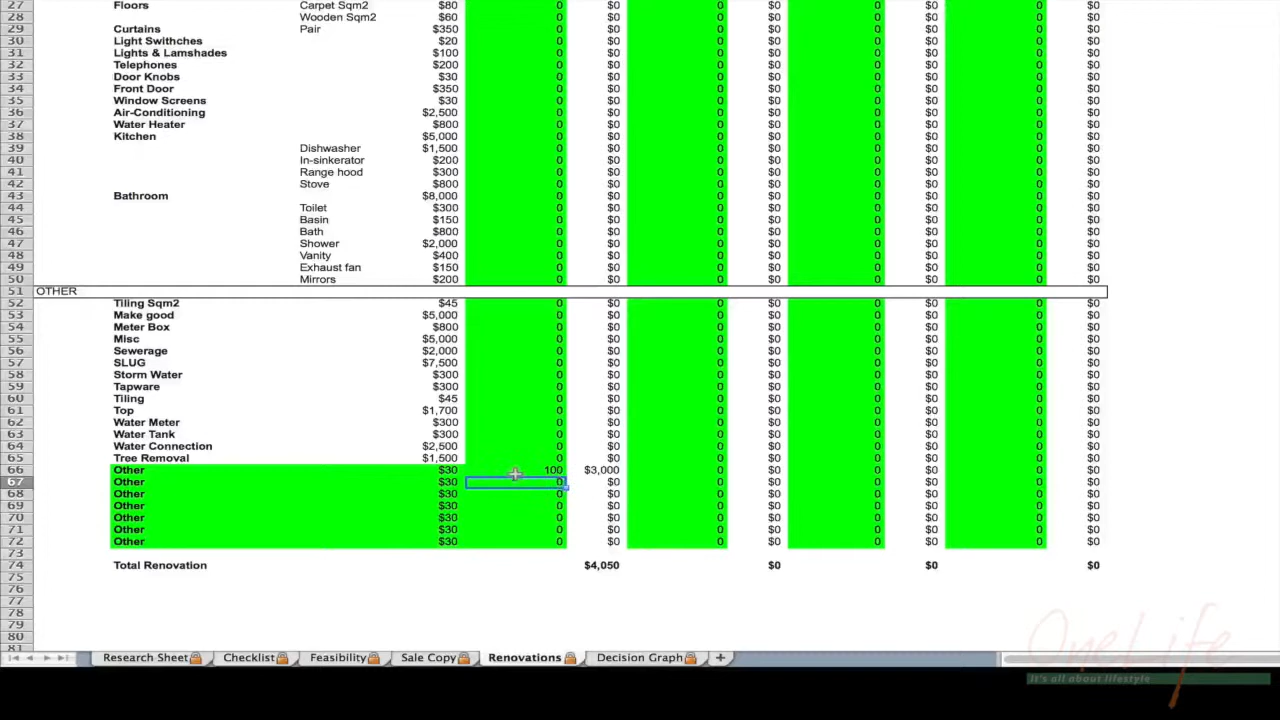 27 Floors Carpet Sqm2 $80 0 $0 0 $0 0 $0 0 $0
28 Wooden Sqm2 $60 0 $0 0 $0 0 $0 0 $0
29 Curtains Pair $350 0 $0 0 $0 0 $0 0 $0
30 Light Swithches $20 0 $0 0 $0 0 $0 0 $0
31 Lights & Lamshades $100 0 $0 0 $0 0 $0 0 $0
32 Telephones $200 0 $0 0 $0 0 $0 0 $0
33 Door Knobs $30 0 $0 0 $0 0 $0 0 $0
34 Front Door $350 0 $0 0 $0 0 $0 0 $0
35 Window Screens $30 0 $0 0 $0 0 $0 0 $0
36 Air-Conditioning $2,500 0 $0 0 $0 0 $0 0 $0
37 Water Heater $800 0 $0 0 $0 0 $0 0 $0
38 Kitchen $5,000 0 $0 0 $0 0 $0 0 $0
39 Dishwasher $1,500 0 $0 0 $0 0 $0 0 $0
40 In-sinkerator $200 0 $0 0 $0 0 $0 0 $0
41 Range hood $300 0 $0 0 $0 0 $0 0 $0
42 Stove $800 0 $0 0 $0 0 $0 0 $0
43 Bathroom $8,000 0 $0 0 $0 0 $0 0 $0
44 Toilet $300 0 $0 0 $0 0 $0 0 $0
45 Basin $150 0 $0 0 $0 0 $0 0 $0
46 Bath $800 0 $0 0 $0 0 $0 0 $0
47 Shower $2,000 0 $0 0 $0 0 $0 0 $0
48 Vanity $400 0 $0 0 $0 0 $0 0 $0
49 Exhaust fan $150 0 $0 0 $0 0 $0 0 $0
50 Mirrors $200 0 $0 0 $0 0 $0 0 $0
51 OTHER
52 Tiling Sqm2 $45 0 $0 0 $0 0 $0 0 $0
53 Make good $5,000 0 $0 0 $0 0 $0 0 $0
54 Meter Box $800 0 $0 0 $0 0 $0 0 $0
55 Misc $5,000 0 $0 0 $0 0 $0 0 $0
56 Sewerage $2,000 0 $0 0 $0 0 $0 0 $0
57 SLUG $7,500 0 $0 0 $0 0 $0 0 $0
58 Storm Water $300 0 $0 0 $0 0 $0 0 $0
59 Tapware $300 0 $0 0 $0 0 $0 0 $0
60 Tiling $45 0 $0 0 $0 0 $0 0 $0
61 Top $1,700 0 $0 0 $0 0 $0 0 $0
62 Water Meter $300 0 $0 0 $0 0 $0 0 $0
63 Water Tank $300 0 $0 0 $0 0 $0 0 $0
64 Water Connection $2,500 0 $0 0 $0 0 $0 0 $0
65 Tree Removal $1,500 0 $0 0 $0 0 $0 0 $0
66 Other $30 100 $3,000 0 $0 0 $0 0 $0
67 Other $30 0 $0 0 $0 0 $0 0 $0
68 Other $30 0 $0 0 $0 0 $0 0 $0
69 Other $30 0 $0 0 $0 0 $0 0 $0
70 Other $30 0 $0 0 $0 0 $0 0 $0
71 Other $30 0 $0 0 $0 0 $0 0 $0
72 Other $30 0 $0 0 $0 0 $0 0 $0
73
74 Total Renovation $4,050 $0 $0 $0
75
76
77
78
79
80
81
Research Sheet Checklist Feasibility Sale Copy Renovations Decision Graph +
OneLife
It's all about lifestyle